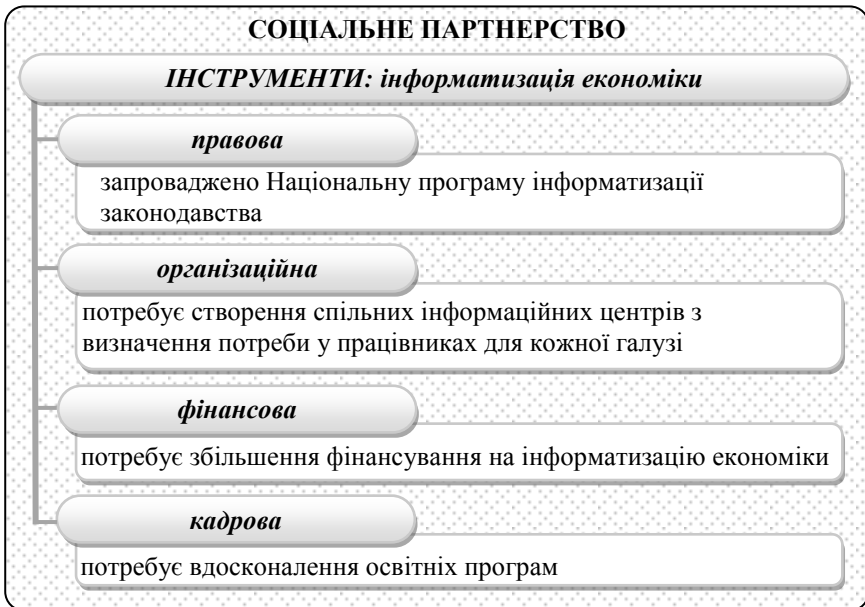 СОЦІАЛЬНЕ ПАРТНЕРСТВО
ІНСТРУМЕНТИ: інформатизація економіки
правова
запроваджено Національну програму інформатизації
законодавства
організаційна
потребує створення спільних інформаційних центрів з
визначення потреби у працівниках для кожної галузі
фінансова
потребує збільшення фінансування на інформатизацію економіки
кадрова
потребує вдосконалення освітніх програм